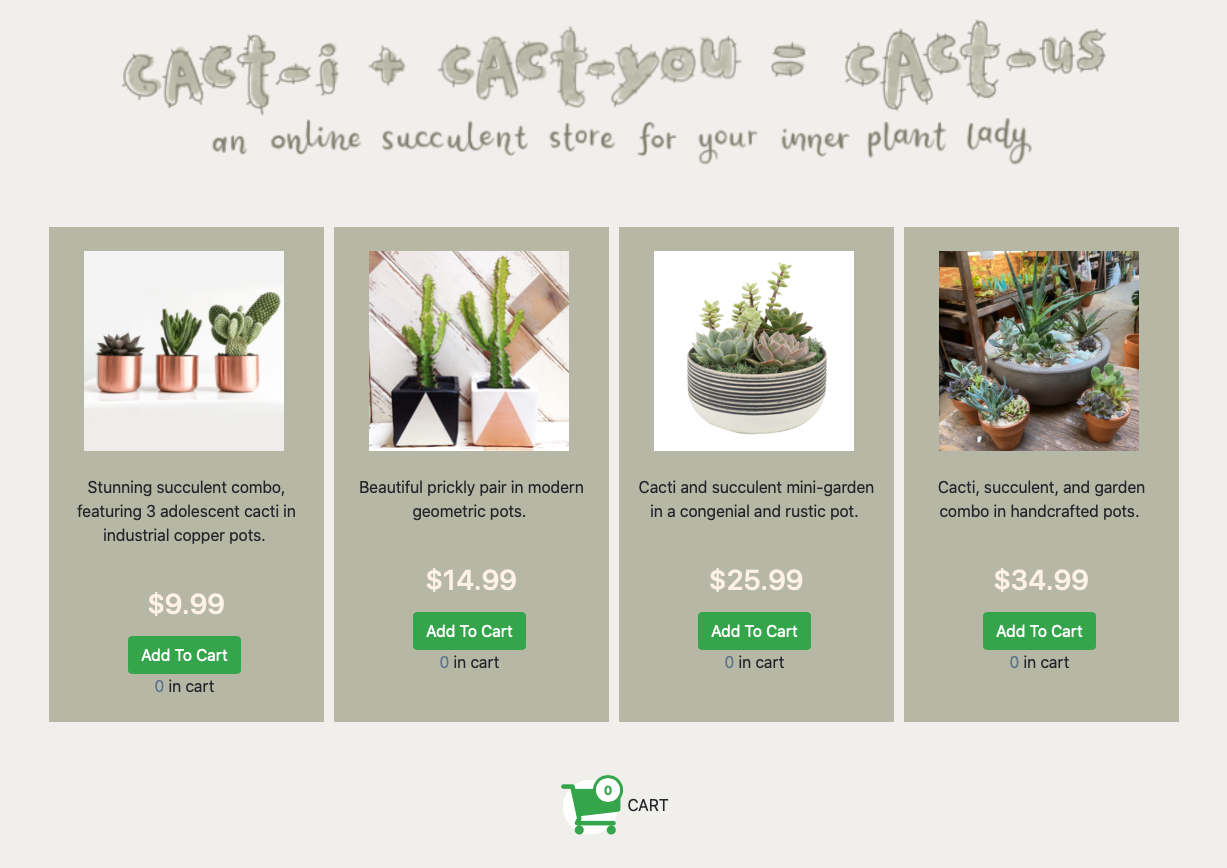 cAct-i + cAct-you = cAct-us
an online succulent store for your inner plant lady
Stunning succulent combo,
featuring 3 adolescent cacti in
industrial copper pots.
$9.99
Add To Cart
0 in cart
Beautiful prickly pair in modern
geometric pots.
$14.99
Add To Cart
0 in cart
Cacti and succulent mini-garden
in a congenial and rustic pot.
$25.99
Add To Cart
0 in cart
Cacti, succulent, and garden
combo in handcrafted pots.
$34.99
Add To Cart
0 in cart
0
CART